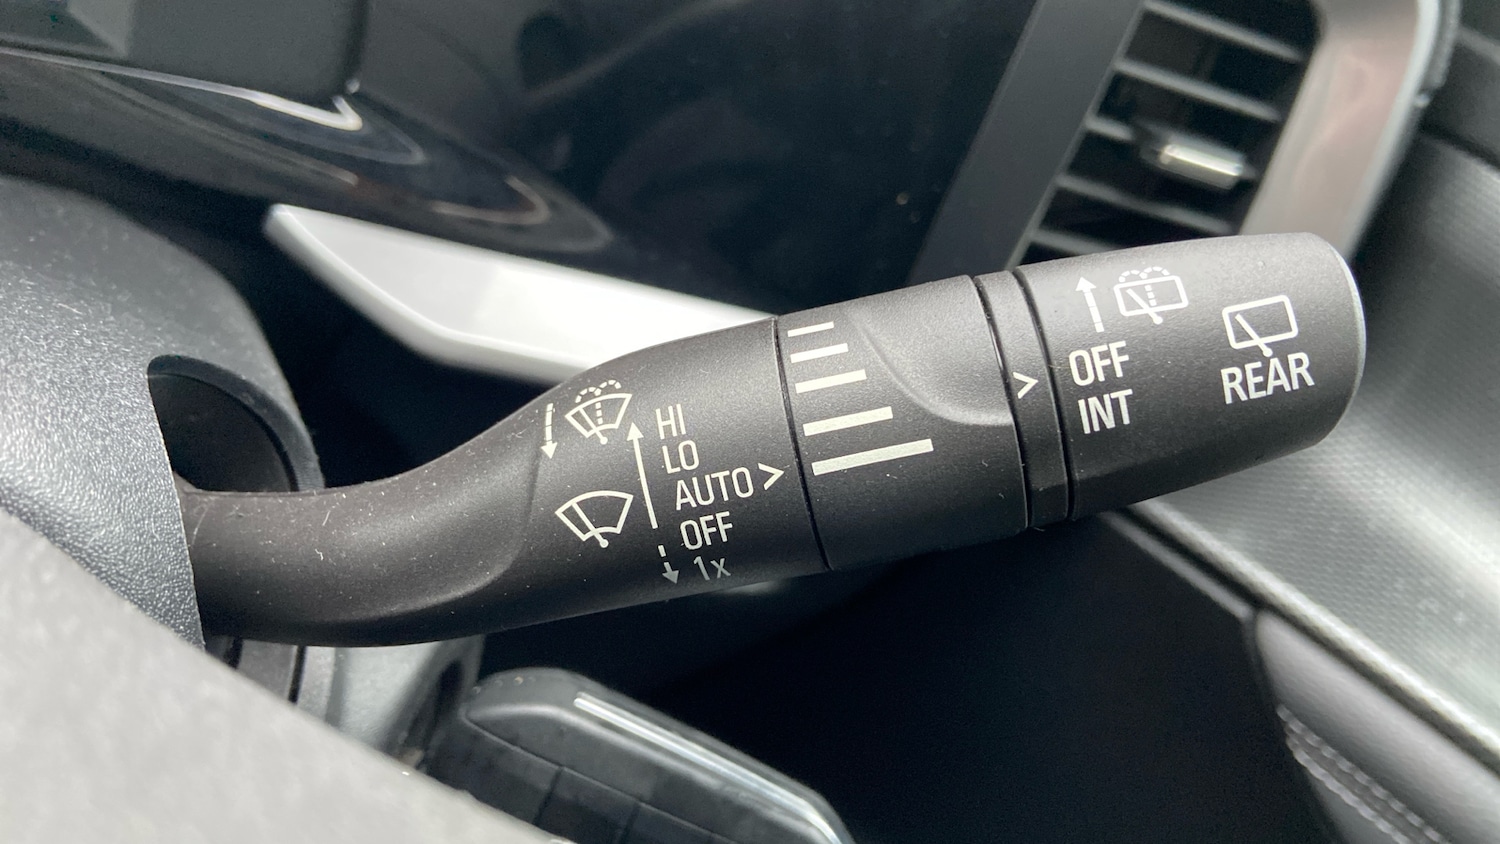 HI
LO
AUTO >
OFF
1x
>
OFF
INT
REAR